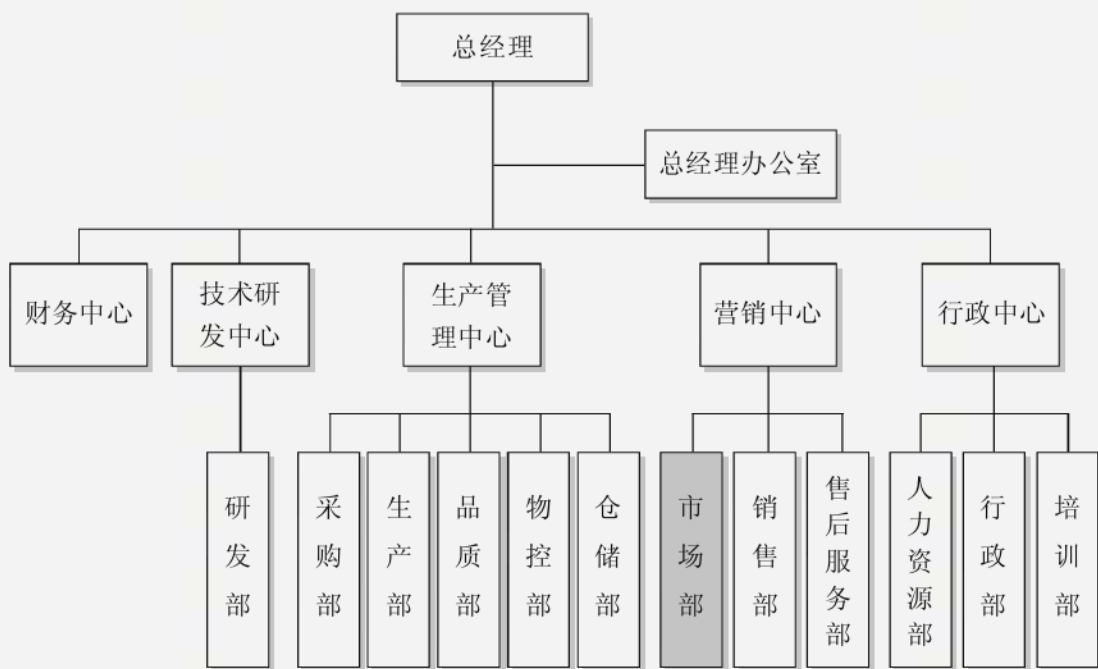 总经理
总经理办公室
财务中心
技术研
发中心
生产管
理中心
营销中心
行政中心
研发部
采购部
生产部
品质部
物控部
仓储部
市场部
销售部
售后服务部
人力资源部
行政部
培训部